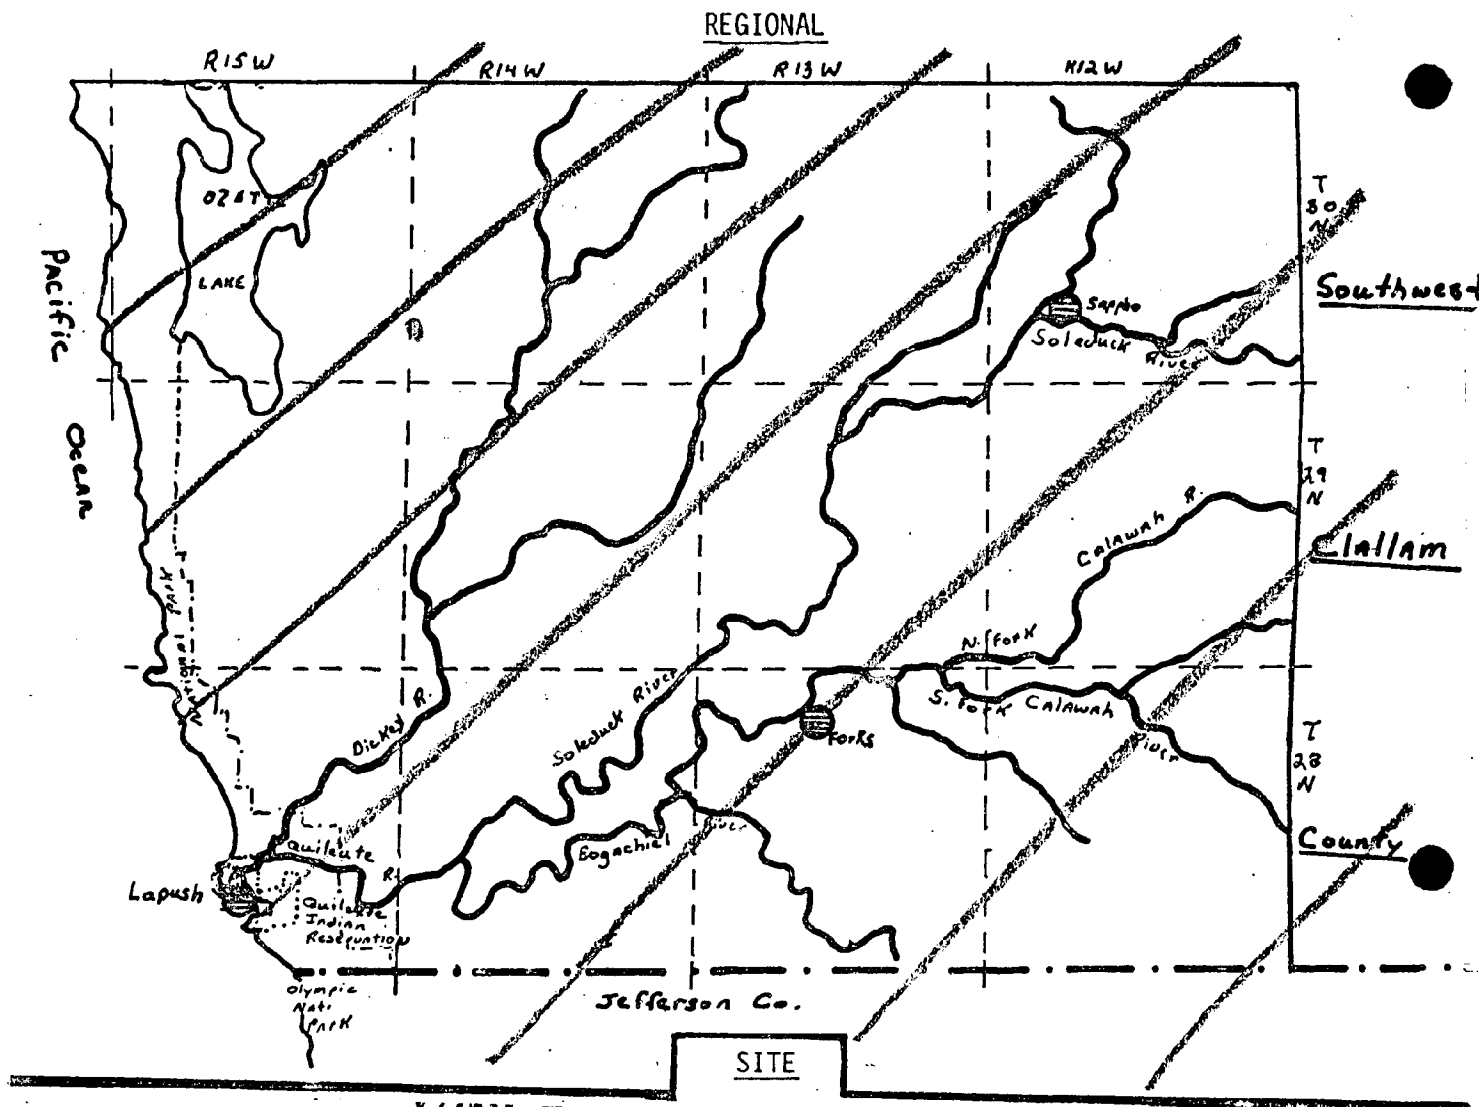 REGIONAL
R15W
R14W
R13W
R12W
T
30
N
OZETT
LAKE
Pacific
Ocean
Sappho
Soleduck River
Southwest
T
29
N
Calawah R.
Clallam
National Park
N. Fork
S. Fork Calawah River
Soleduck River
Dickey R.
Forks
T
28
N
County
Quileute R.
Bogachiel River
Lapush
Quileute
Indian
Reservation
Olympic
Natl
Park
Jefferson Co.
SITE